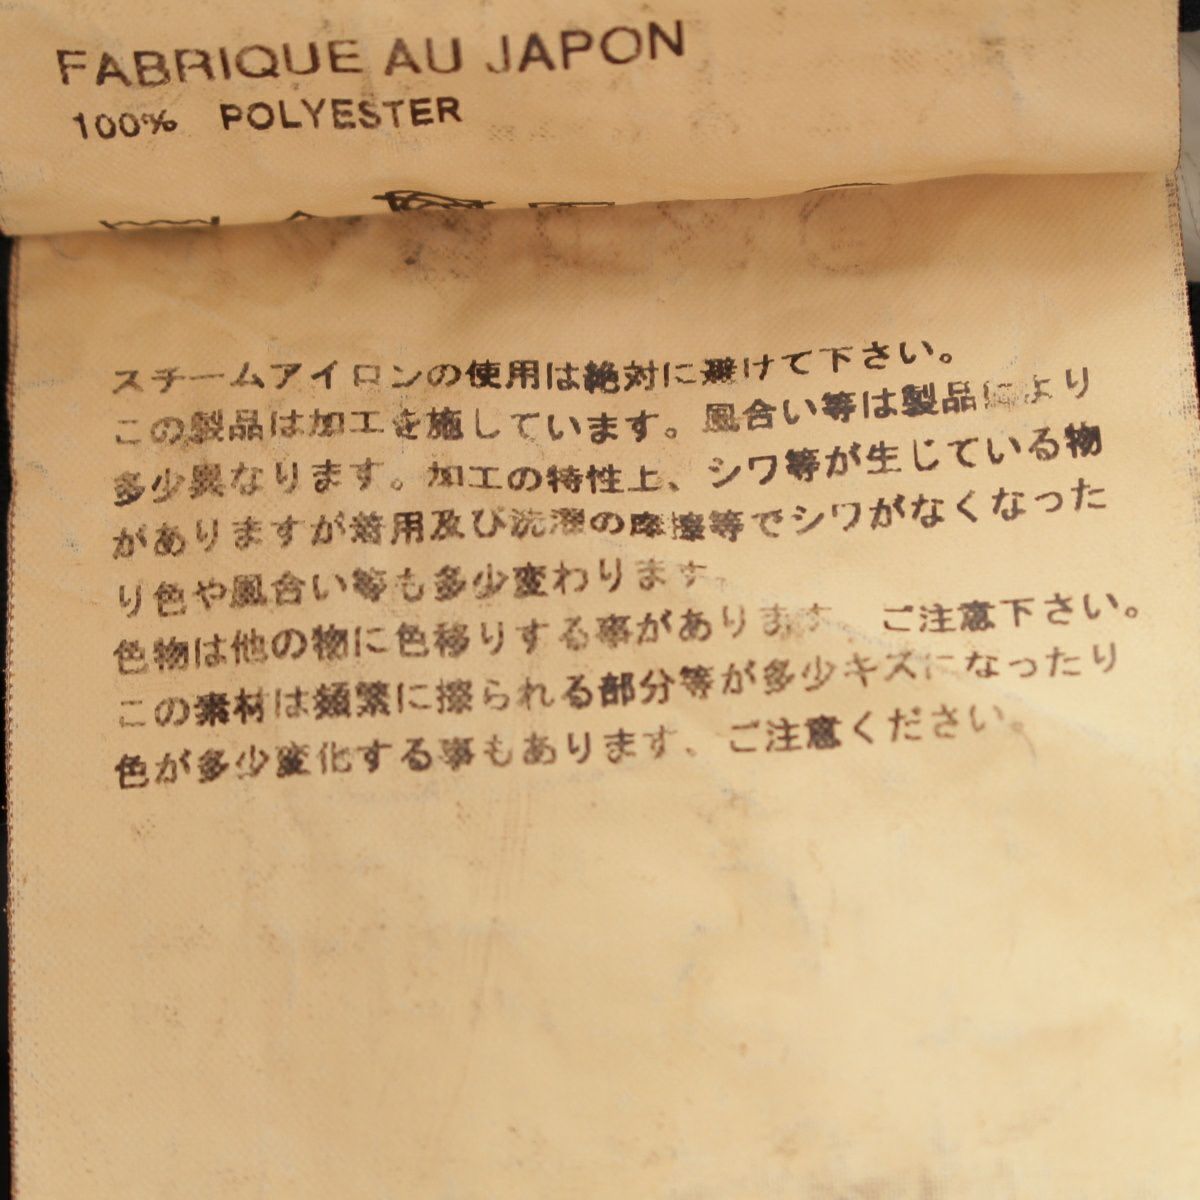 FABRIQUE AU JAPON
100% POLYESTER
スチームアイロンの使用は絶対に避けて下さい。
この製品は加工を施しています。風合い等は製品により
多少異なります。加工の特性上、シワ等が生じている物
がありますが着用及び洗濯の摩擦等でシワがなくなった
り色や風合い等も多少変わります。
色物は他の物に色移りする事があります。ご注意下さい。
この素材は頻繁に擦られる部分等が多少キズになったり
色が多少変化する事もあります、ご注意ください。